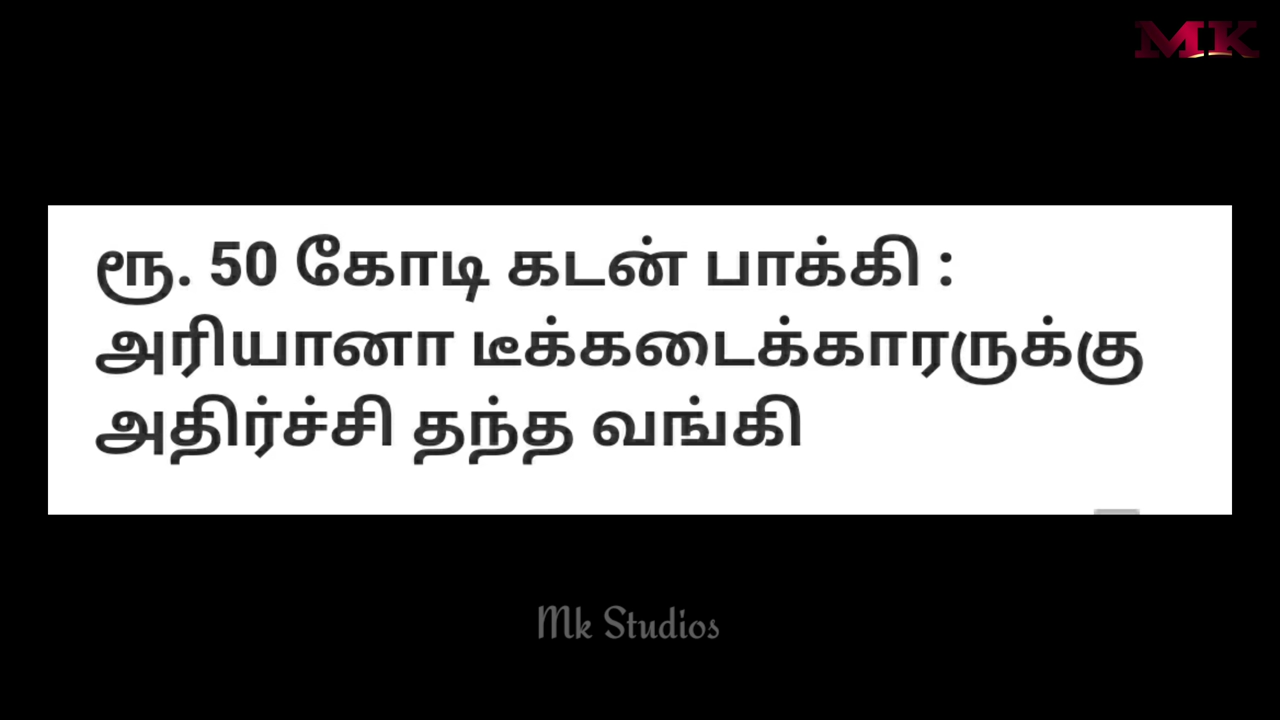 MK
ரூ. 50 கோடி கடன் பாக்கி :
அரியானா டீக்கடைக்காரருக்கு
அதிர்ச்சி தந்த வங்கி
Mk Studios